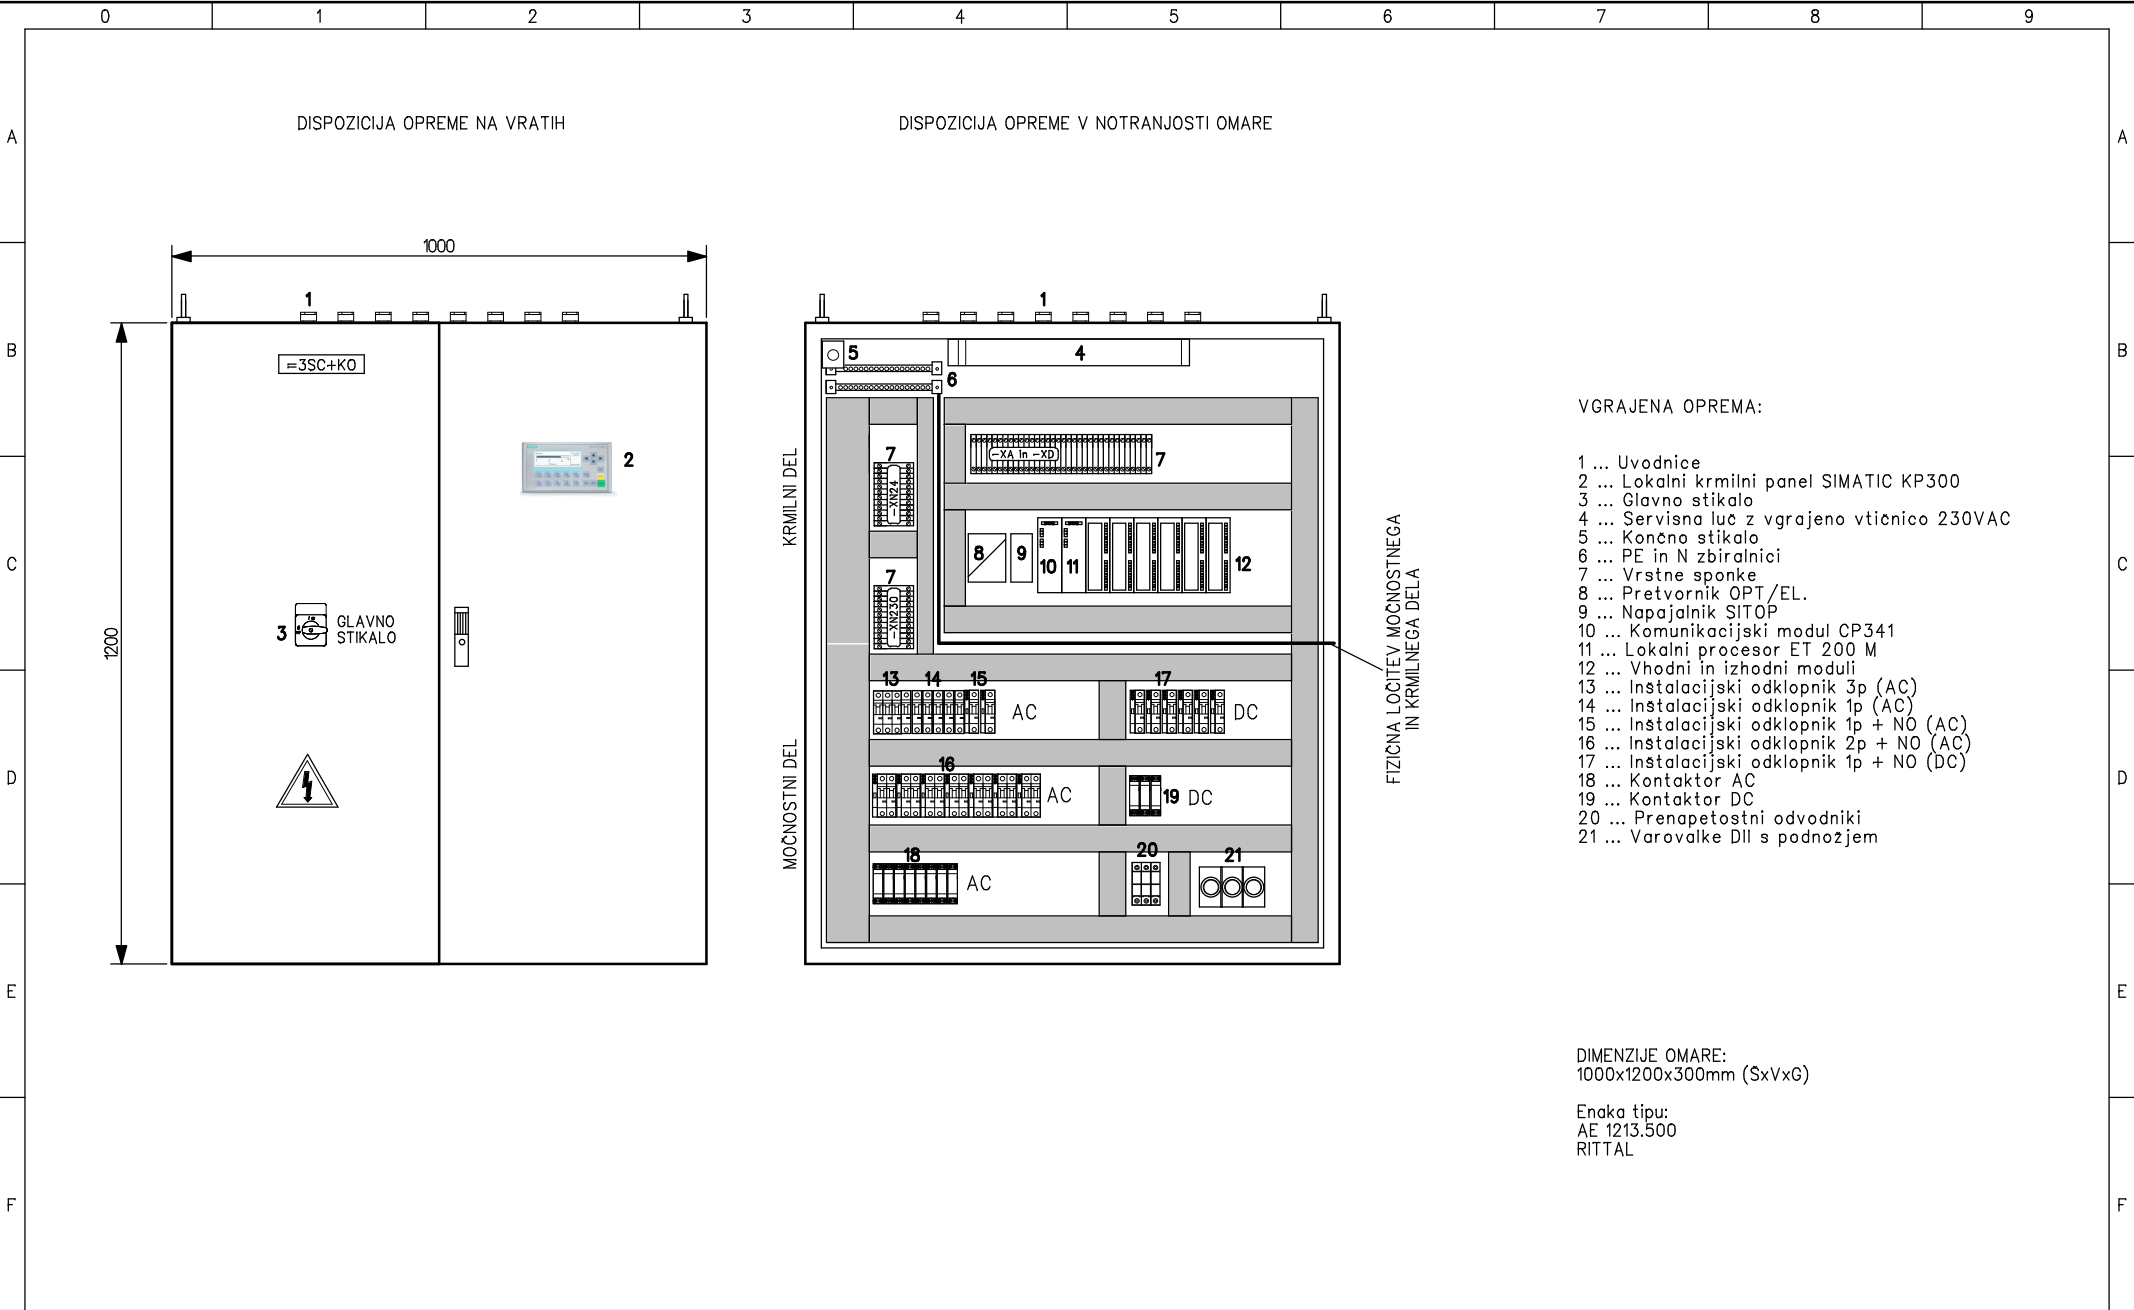 0 1 2 3 4 5 6 7 8 9
A A
B B
C C
D D
E E
F F
DISPOZICIJA OPREME NA VRATIH
DISPOZICIJA OPREME V NOTRANJOSTI OMARE
1000
1200
1
=3SC+KO
2
3
GLAVNO
STIKALO
1
5
4
6
KRMILNI DEL
7
-XN24
-XA in -XD
7
8
9
10
11
12
7
-XN230
FIZIČNA LOČITEV MOČNOSTNEGA
IN KRMILNEGA DELA
MOČNOSTNI DEL
13
14
15
AC
17
DC
16
AC
19
DC
18
AC
20
21
VGRAJENA OPREMA:
1 ... Uvodnice
2 ... Lokalni krmilni panel SIMATIC KP300
3 ... Glavno stikalo
4 ... Servisna luč z vgrajeno vtičnico 230VAC
5 ... Končno stikalo
6 ... PE in N zbiralnici
7 ... Vrstne sponke
8 ... Pretvornik OPT/EL.
9 ... Napajalnik SITOP
10 ... Komunikacijski modul CP341
11 ... Lokalni procesor ET 200 M
12 ... Vhodni in izhodni moduli
13 ... Instalacijski odklopnik 3p (AC)
14 ... Instalacijski odklopnik 1p (AC)
15 ... Instalacijski odklopnik 1p + NO (AC)
16 ... Instalacijski odklopnik 2p + NO (AC)
17 ... Instalacijski odklopnik 1p + NO (DC)
18 ... Kontaktor AC
19 ... Kontaktor DC
20 ... Prenapetostni odvodniki
21 ... Varovalke DII s podnožjem
DIMENZIJE OMARE:
1000x1200x300mm (ŠxVxG)
Enaka tipu:
AE 1213.500
RITTAL